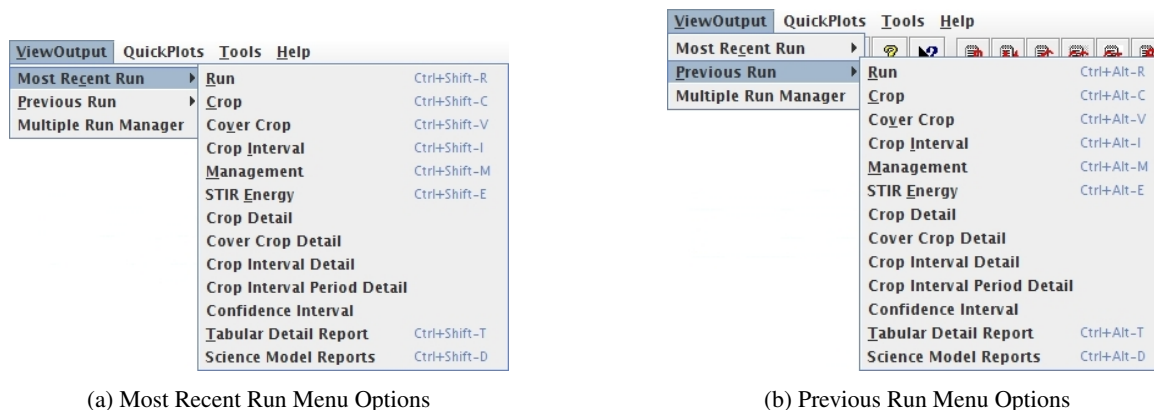 ViewOutput QuickPlots Tools Help
Most Recent Run
Previous Run
Multiple Run Manager
Run Ctrl+Shift-R
Crop Ctrl+Shift-C
Cover Crop Ctrl+Shift-V
Crop Interval Ctrl+Shift-I
Management Ctrl+Shift-M
STIR Energy Ctrl+Shift-E
Crop Detail
Cover Crop Detail
Crop Interval Detail
Crop Interval Period Detail
Confidence Interval
Tabular Detail Report Ctrl+Shift-T
Science Model Reports Ctrl+Shift-D
(a) Most Recent Run Menu Options
ViewOutput QuickPlots Tools Help
Most Recent Run
Previous Run
Multiple Run Manager
Run Ctrl+Alt-R
Crop Ctrl+Alt-C
Cover Crop Ctrl+Alt-V
Crop Interval Ctrl+Alt-I
Management Ctrl+Alt-M
STIR Energy Ctrl+Alt-E
Crop Detail
Cover Crop Detail
Crop Interval Detail
Crop Interval Period Detail
Confidence Interval
Tabular Detail Report Ctrl+Alt-T
Science Model Reports Ctrl+Alt-D
(b) Previous Run Menu Options